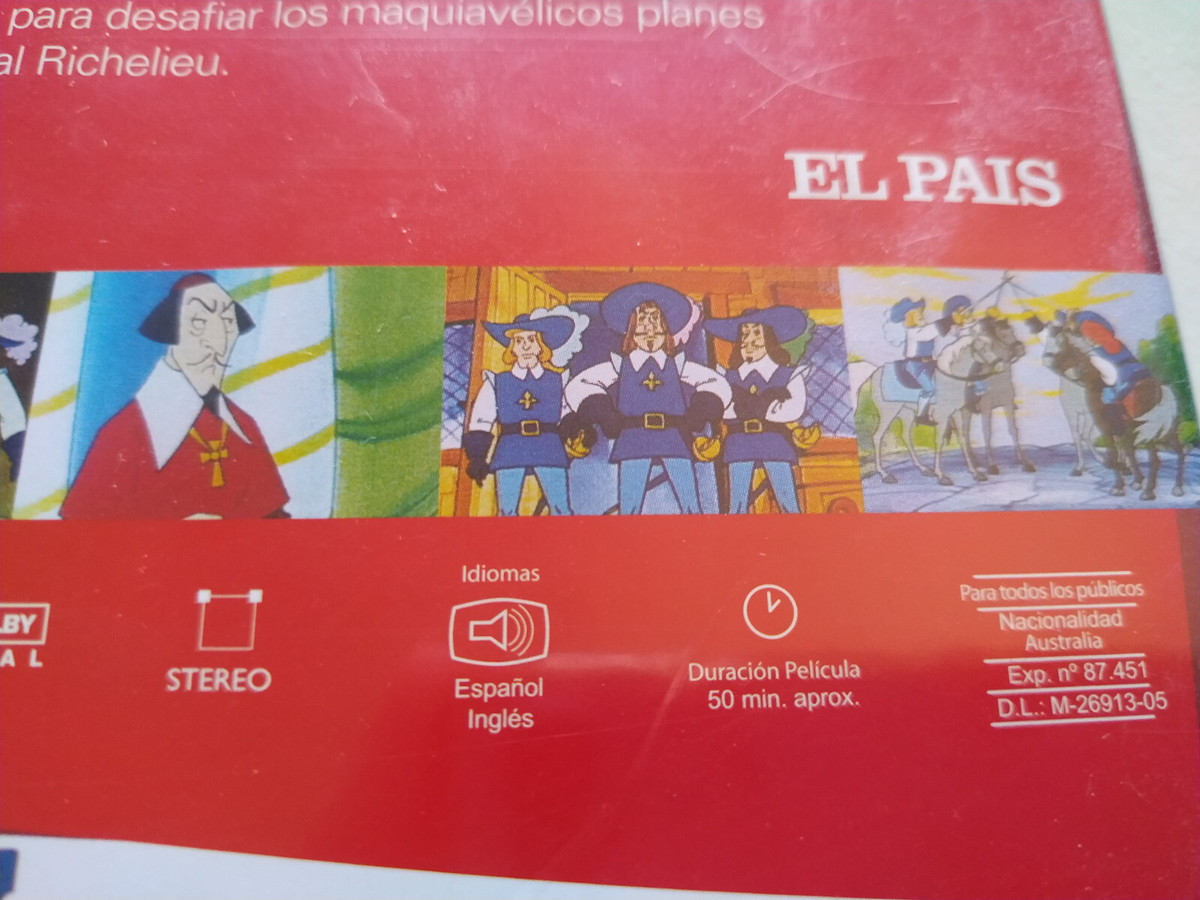 para desafiar los maquiavélicos planes
al Richelieu.
EL PAIS
Idiomas
STEREO
Español
Inglés
Duración Película
50 min. aprox.
Para todos los públicos
Nacionalidad
Australia
Exp. nº 87.451
D.L.: M-26913-05